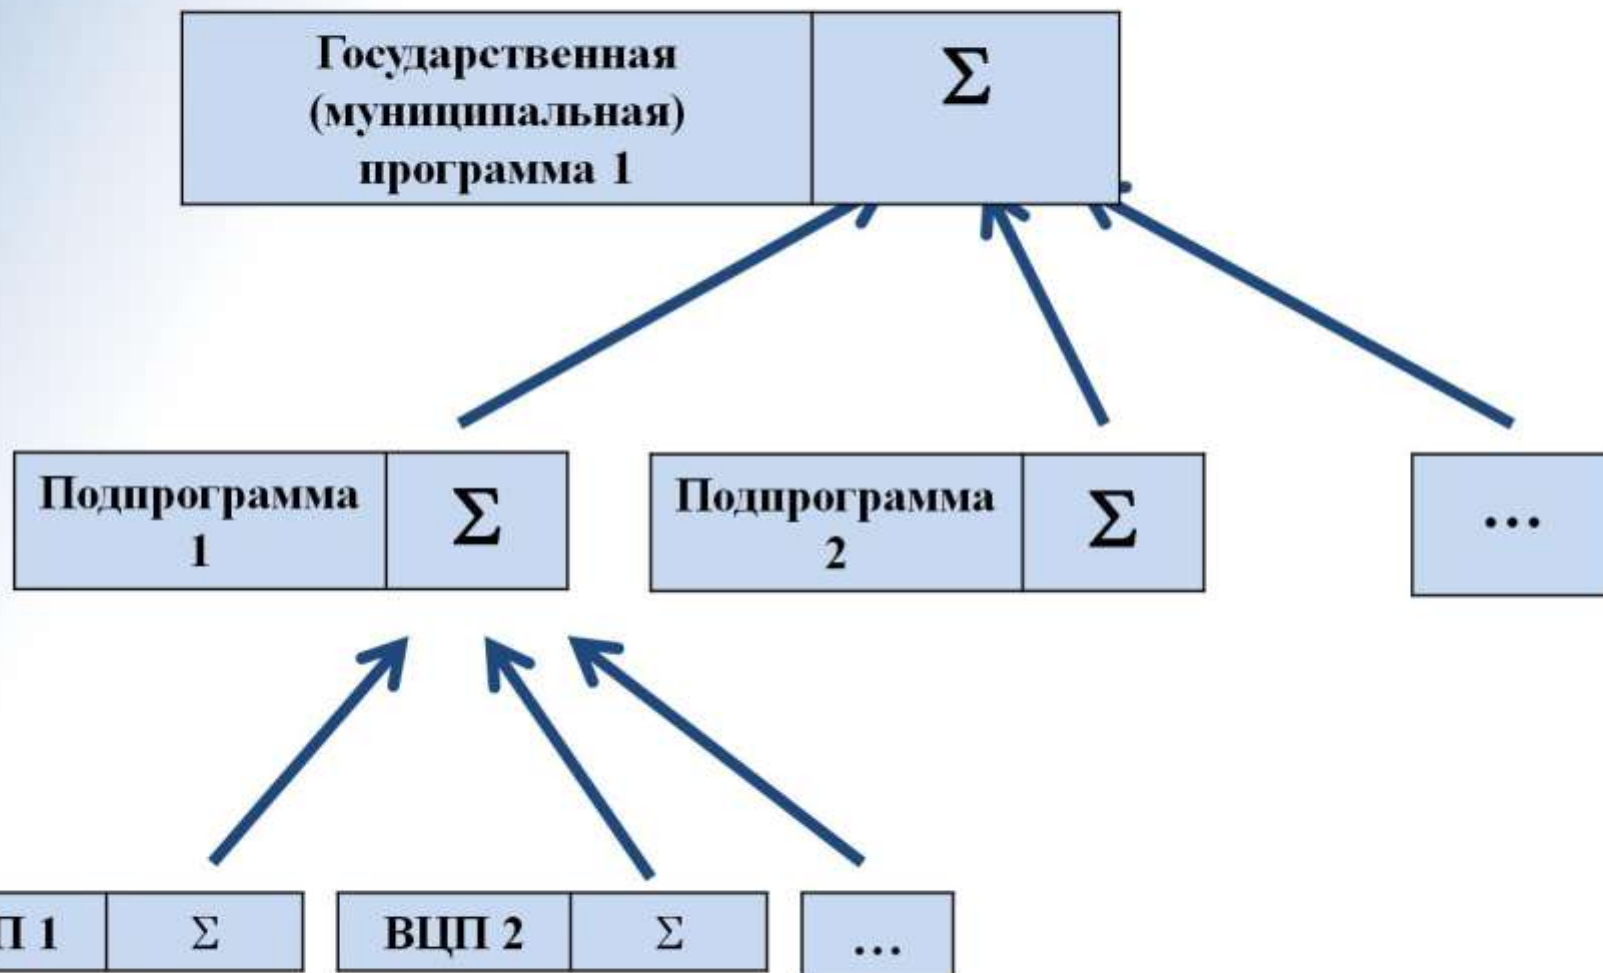 Государственная
(муниципальная)
программа 1
Σ
Подпрограмма
1
Σ
Подпрограмма
2
Σ
...
П 1
Σ
ВЦП 2
Σ
...